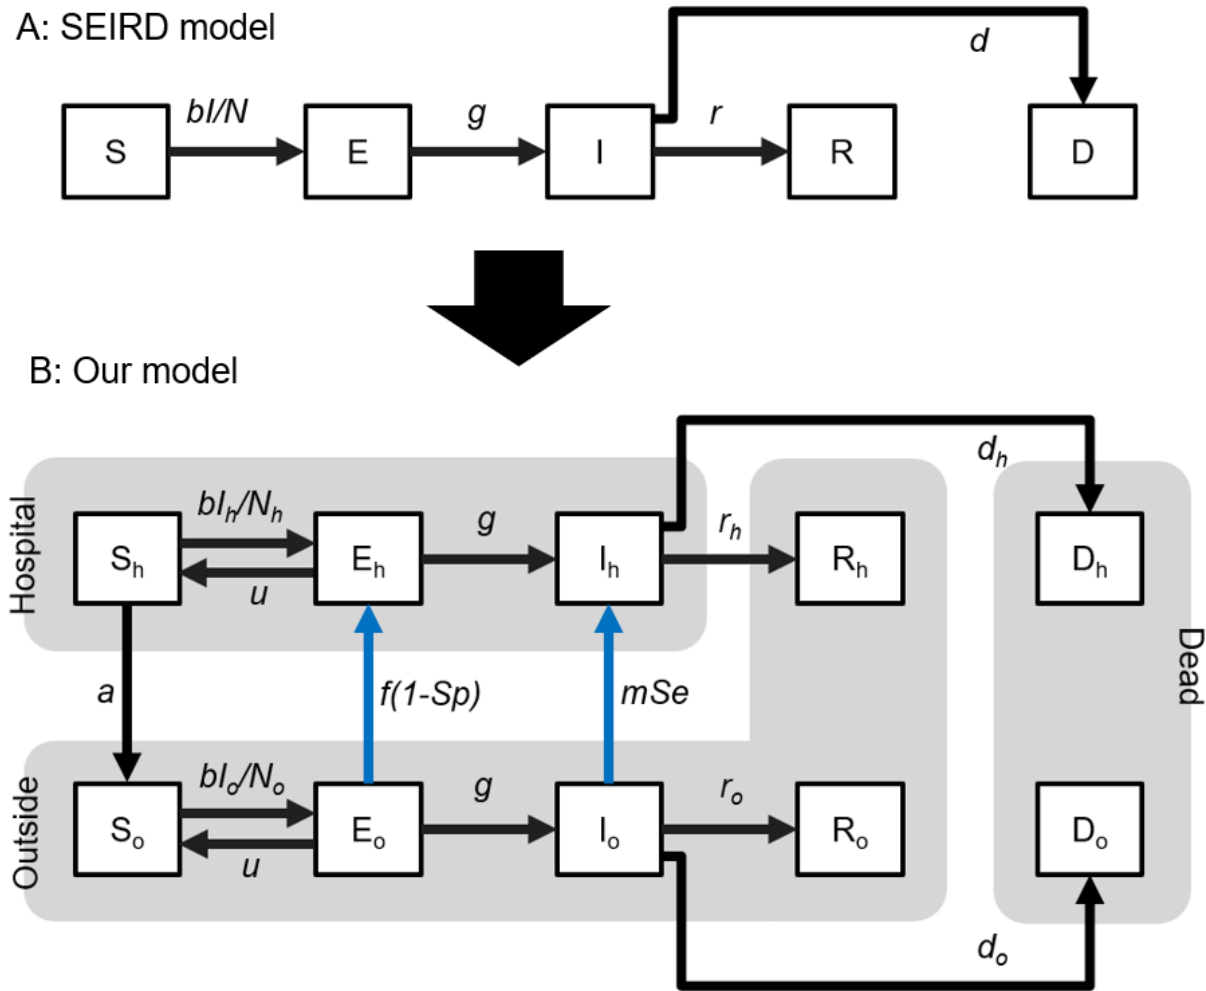 A: SEIRD model
d
bI/N
g
r
S
E
I
R
D
B: Our model
Hospital
d_h
bI_h/N_h
g
r_h
S_h
E_h
I_h
R_h
D_h
u
a
f(1-Sp)
mSe
Dead
Outside
bI_o/N_o
g
r_o
S_o
E_o
I_o
R_o
D_o
u
d_o